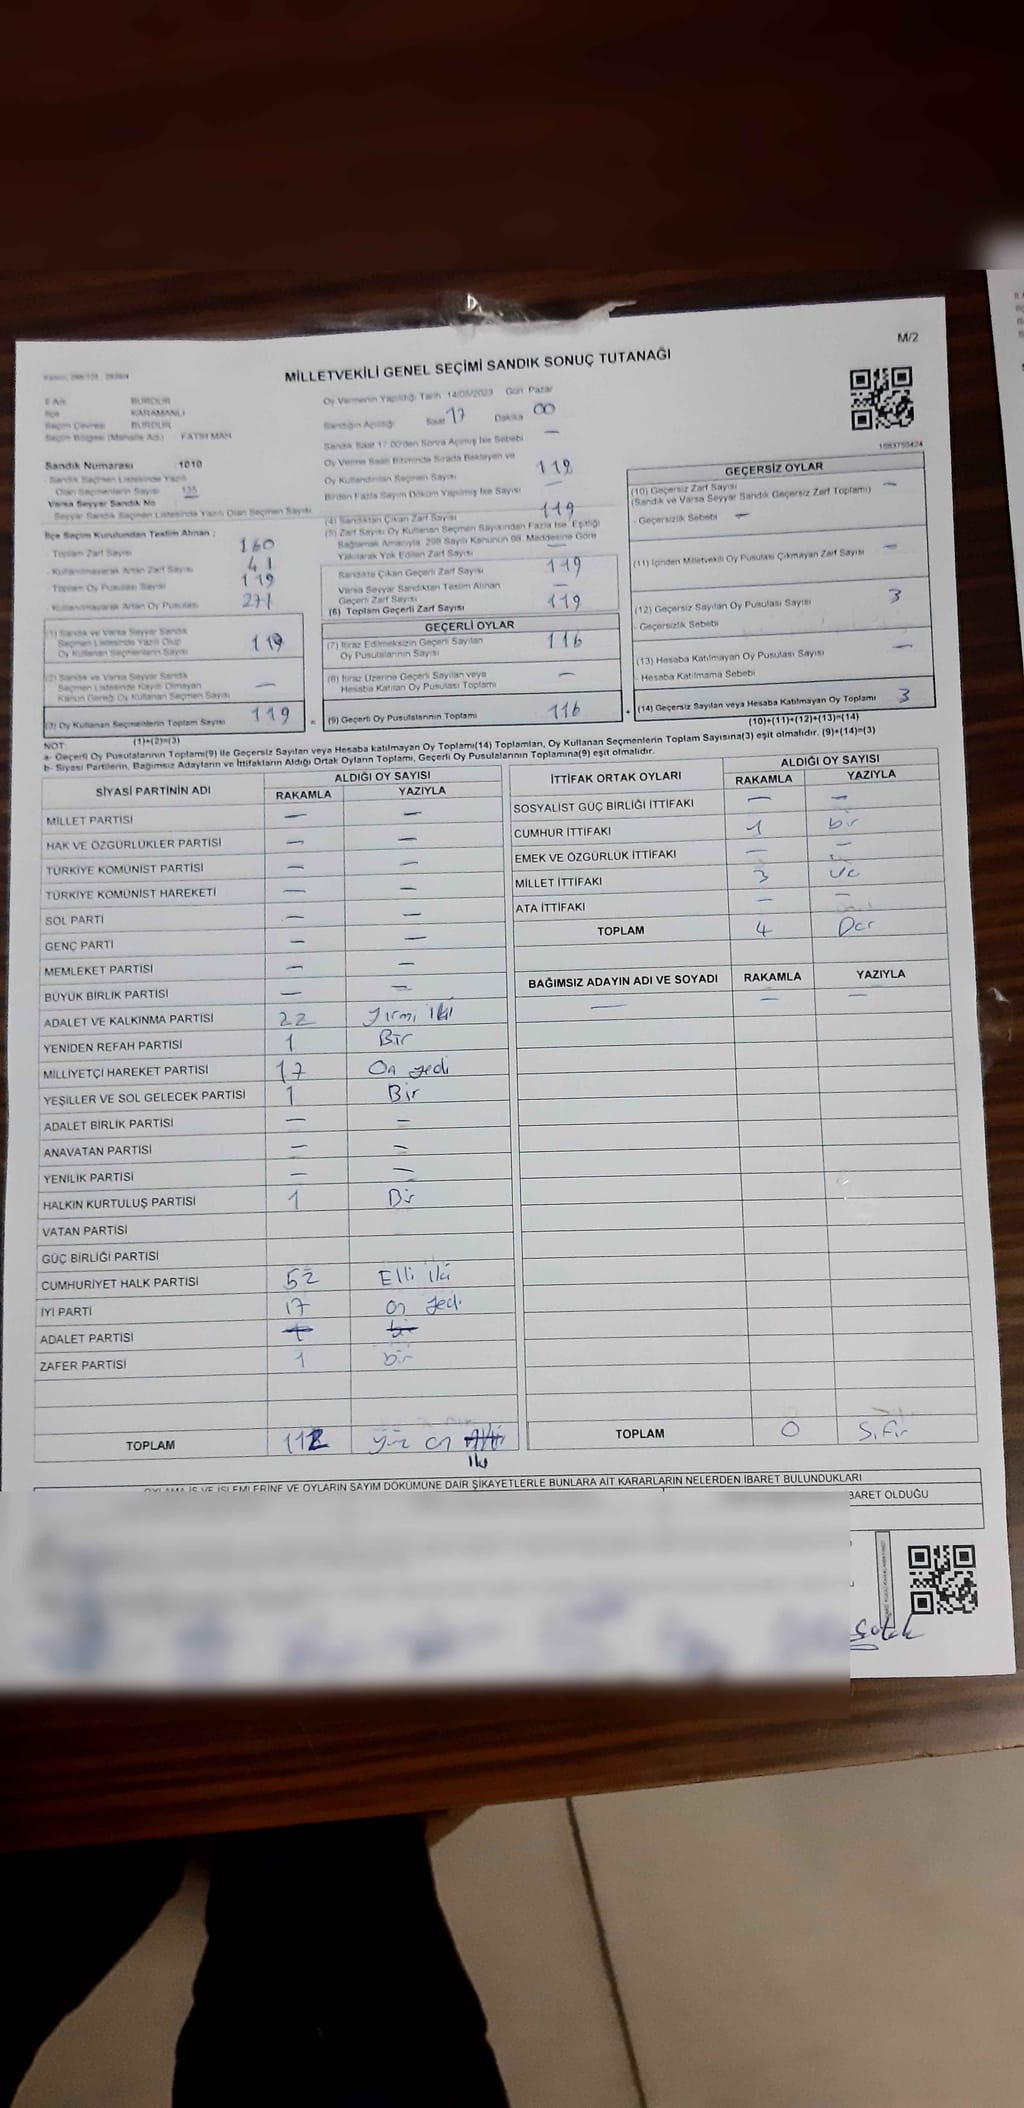 M/2
MİLLETVEKİLİ GENEL SEÇİMİ SANDIK SONUÇ TUTANAĞI
İl Adı BURDUR
İlçe KARAMANLI
Seçim Çevresi BURDUR
Seçim Bölgesi (Mahalle Adı) FATİH MAH
Sandık Numarası :1010
- Sandık Seçmen Listesinde Yazılı
Olan Seçmenlerin Sayısı 135
Varsa Seyyar Sandık No
Seyyar Sandık Seçmen Listesinde Yazılı Olan Seçmen Sayısı
İlçe Seçim Kurulundan Teslim Alınan :
- Toplam Zarf Sayısı 160
- Kullanılmayarak Artan Zarf Sayısı 41
- Toplam Oy Pusulası Sayısı
- Kullanılmayarak Artan Oy Pusulası 271
(1) Sandık ve Varsa Seyyar Sandık
Seçmen Listesinde Yazılı Olup
Oy Kullanan Seçmenlerin Sayısı 119
(2) Sandık ve Varsa Seyyar Sandık
Seçmen Listesinde Kayıtlı Olmayan
Kanun Gereği Oy Kullanan Seçmen Sayısı —
(3) Oy Kullanan Seçmenlerin Toplam Sayısı 119
(1)+(2)=(3)
Oy Vermenin Yapıldığı Tarih 14/05/2023 Gün Pazar
Sandığın Açıldığı Saat 17 Dakika 00
Sandık Saat 17:00'den Sonra Açılmış İse Sebebi —
Oy Verme Saati Bitiminde Sırada Bekleyen ve
Oy Kullandırılan Seçmen Sayısı
Birden Fazla Sayım Döküm Yapılmış İse Sayısı —
(4) Sandıktan Çıkan Zarf Sayısı 119
(5) Zarf Sayısı Oy Kullanan Seçmen Sayısından Fazla İse, Eşitliği
Sağlamak Amacıyla, 298 Sayılı Kanunun 98. Maddesine Göre
Yakılarak Yok Edilen Zarf Sayısı —
Sandıkta Çıkan Geçerli Zarf Sayısı 119
Varsa Seyyar Sandıktan Teslim Alınan
Geçerli Zarf Sayısı —
(6) Toplam Geçerli Zarf Sayısı 119
GEÇERLİ OYLAR
(7) İtiraz Edilmeksizin Geçerli Sayılan
Oy Pusulalarının Sayısı 116
(8) İtiraz Üzerine Geçerli Sayılan veya
Hesaba Katılan Oy Pusulası Toplamı —
(9) Geçerli Oy Pusulalarının Toplamı 116
GEÇERSİZ OYLAR
(10) Geçersiz Zarf Sayısı
(Sandık ve Varsa Seyyar Sandık Geçersiz Zarf Toplamı) —
- Geçersizlik Sebebi —
(11) İçinden Milletvekili Oy Pusulası Çıkmayan Zarf Sayısı —
(12) Geçersiz Sayılan Oy Pusulası Sayısı 3
- Geçersizlik Sebebi
(13) Hesaba Katılmayan Oy Pusulası Sayısı —
- Hesaba Katılmama Sebebi
(14) Geçersiz Sayılan veya Hesaba Katılmayan Oy Toplamı 3
(10)+(11)+(12)+(13)=(14)
NOT:
a- Geçerli Oy Pusulalarının Toplamı(9) ile Geçersiz Sayılan veya Hesaba katılmayan Oy Toplamı(14) Toplamları, Oy Kullanan Seçmenlerin Toplam Sayısına(3) eşit olmalıdır. (9)+(14)=(3)
b- Siyasi Partilerin, Bağımsız Adayların ve İttifakların Aldığı Ortak Oyların Toplamı, Geçerli Oy Pusulalarının Toplamına(9) eşit olmalıdır.
SİYASİ PARTİNİN ADI ALDIĞI OY SAYISI
RAKAMLA YAZIYLA
MİLLET PARTİSİ — —
HAK VE ÖZGÜRLÜKLER PARTİSİ — —
TÜRKİYE KOMÜNİST PARTİSİ — —
TÜRKİYE KOMÜNİST HAREKETİ — —
SOL PARTİ — —
GENÇ PARTİ — —
MEMLEKET PARTİSİ — —
BÜYÜK BİRLİK PARTİSİ — —
ADALET VE KALKINMA PARTİSİ 22 Yirmi iki
YENİDEN REFAH PARTİSİ 1 Bir
MİLLİYETÇİ HAREKET PARTİSİ 17 On yedi
YEŞİLLER VE SOL GELECEK PARTİSİ 1 Bir
ADALET BİRLİK PARTİSİ — —
ANAVATAN PARTİSİ — —
YENİLİK PARTİSİ — —
HALKIN KURTULUŞ PARTİSİ 1 Bir
VATAN PARTİSİ
GÜÇ BİRLİĞİ PARTİSİ
CUMHURİYET HALK PARTİSİ 52 Elli iki
İYİ PARTİ 17 on yedi
ADALET PARTİSİ
ZAFER PARTİSİ 1 bir
TOPLAM 112 yüz on iki
İTTİFAK ORTAK OYLARI ALDIĞI OY SAYISI
RAKAMLA YAZIYLA
SOSYALİST GÜÇ BİRLİĞİ İTTİFAKI — —
CUMHUR İTTİFAKI 1 bir
EMEK VE ÖZGÜRLÜK İTTİFAKI — —
MİLLET İTTİFAKI 3 üç
ATA İTTİFAKI — —
TOPLAM 4 Dör
BAĞIMSIZ ADAYIN ADI VE SOYADI RAKAMLA YAZIYLA
— — —
TOPLAM 0 Sıfır
OYLAMA İŞ VE İŞLEMLERİNE VE OYLARIN SAYIM DÖKÜMÜNE DAİR ŞİKAYETLERLE BUNLARA AİT KARARLARIN NELERDEN İBARET BULUNDUKLARI
BARET OLDUĞU